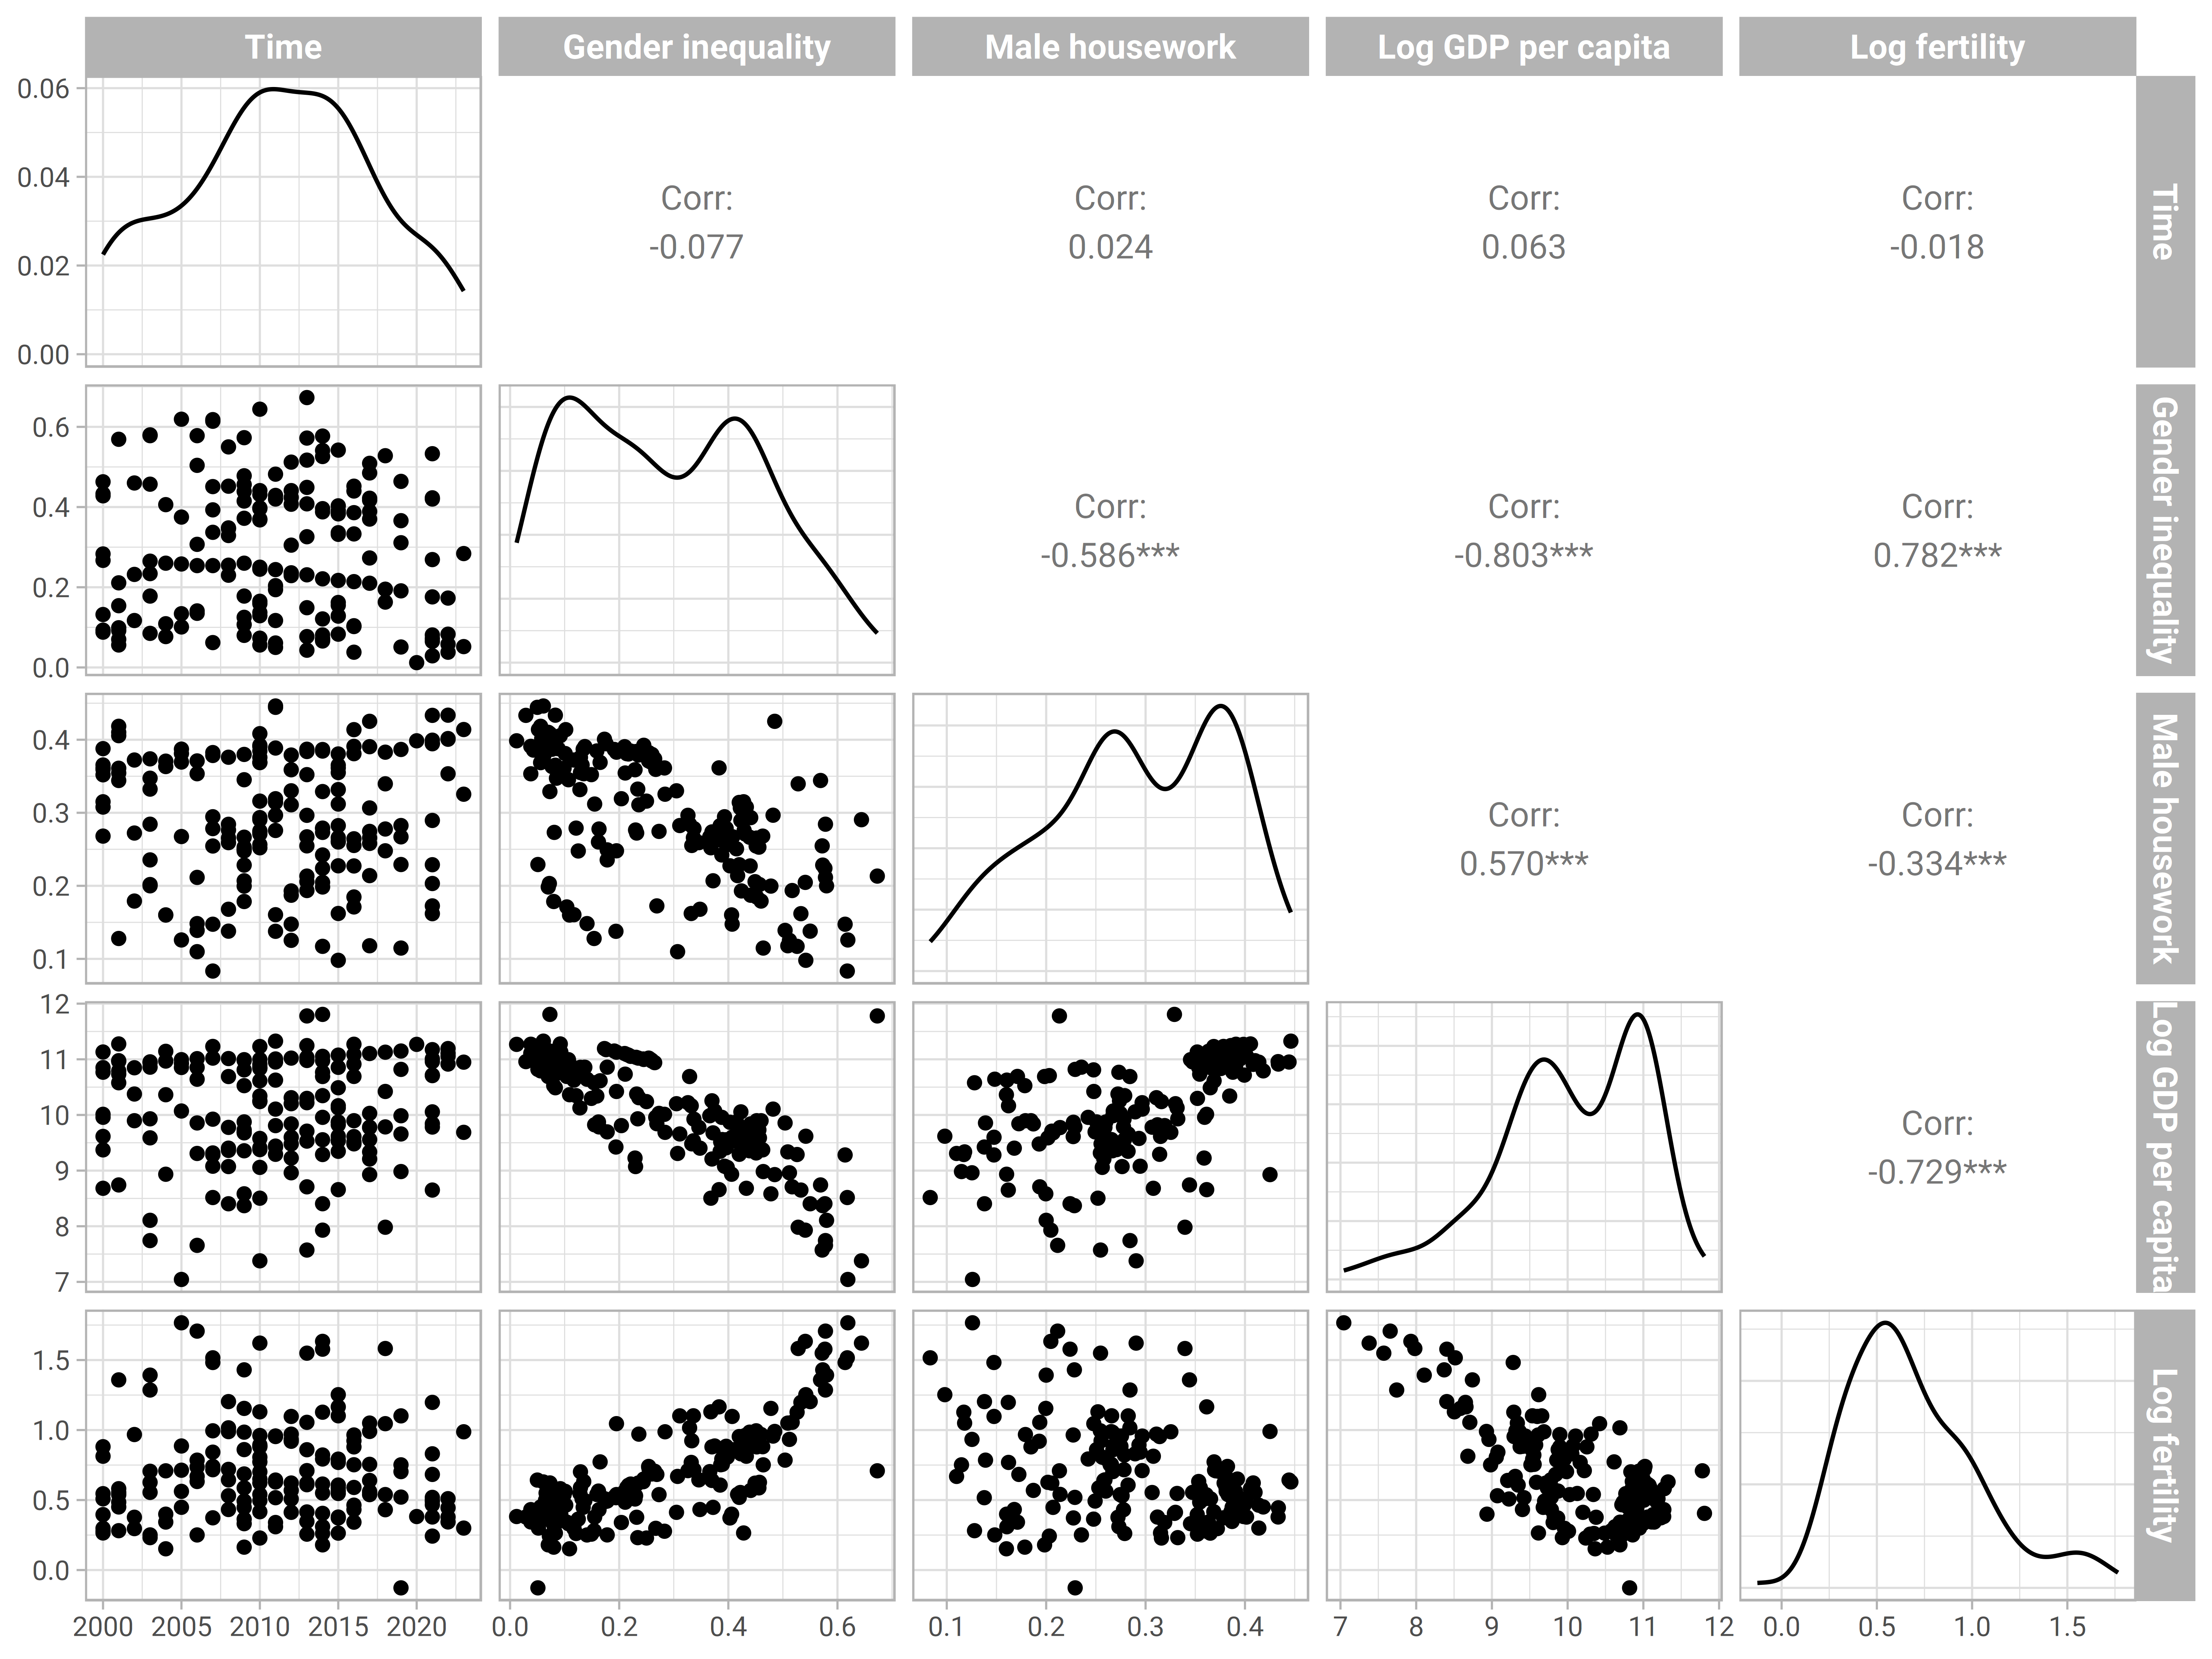 Time
Gender inequality
Male housework
Log GDP per capita
Log fertility
0.06
0.04
0.02
0.00
Corr:
-0.077
Corr:
0.024
Corr:
0.063
Corr:
-0.018
Time
0.6
0.4
0.2
0.0
Corr:
-0.586***
Corr:
-0.803***
Corr:
0.782***
Gender inequality
0.4
0.3
0.2
0.1
Corr:
0.570***
Corr:
-0.334***
Male housework
12
11
10
9
8
7
Corr:
-0.729***
Log GDP per capita
1.5
1.0
0.5
0.0
Log fertility
2000 2005 2010 2015 2020
0.0 0.2 0.4 0.6
0.1 0.2 0.3 0.4
7 8 9 10 11 12
0.0 0.5 1.0 1.5